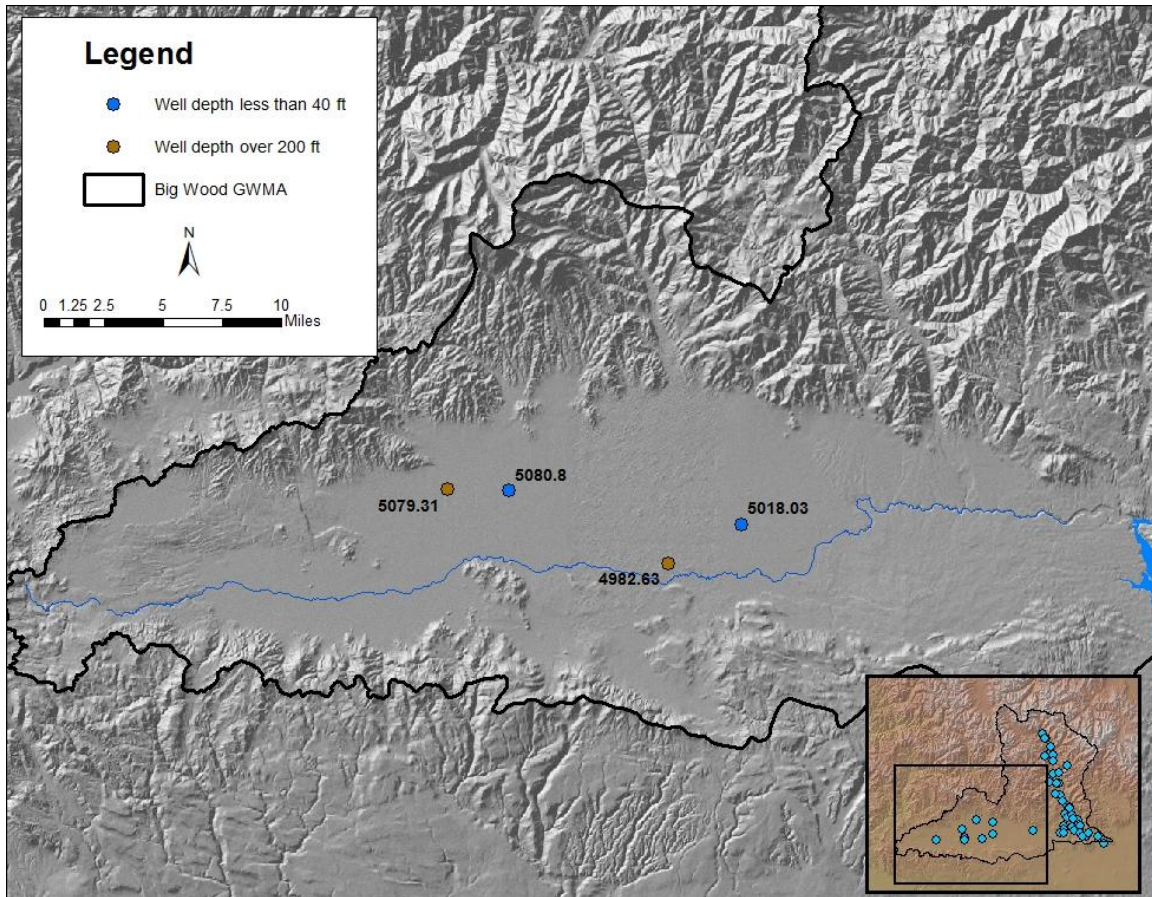 Legend
Well depth less than 40 ft
Well depth over 200 ft
Big Wood GWMA
N
0 1.25 2.5 5 7.5 10
Miles
5079.31
5080.8
5018.03
4982.63